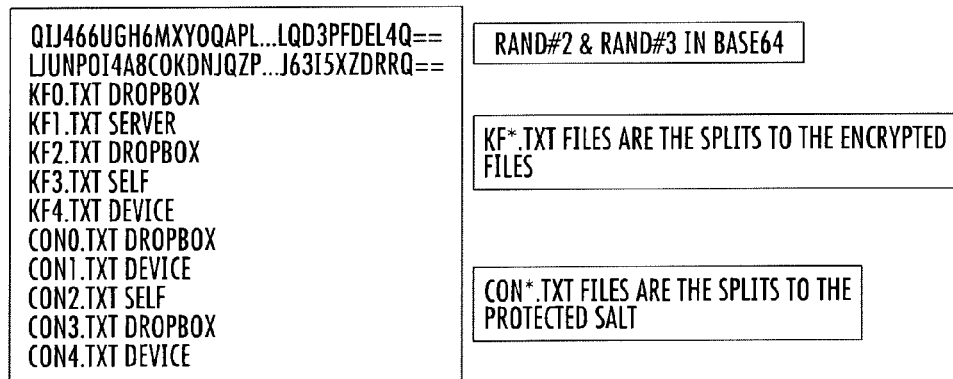 QIJ466UGH6MXYOQAPL...LQD3PFDEL4Q==
LJUNPOI4A8COKDNJQZP...J63I5XZDRRQ==
KF0.TXT DROPBOX
KF1.TXT SERVER
KF2.TXT DROPBOX
KF3.TXT SELF
KF4.TXT DEVICE
CON0.TXT DROPBOX
CON1.TXT DEVICE
CON2.TXT SELF
CON3.TXT DROPBOX
CON4.TXT DEVICE
RAND#2 & RAND#3 IN BASE64
KF*.TXT FILES ARE THE SPLITS TO THE ENCRYPTED
FILES
CON*.TXT FILES ARE THE SPLITS TO THE
PROTECTED SALT